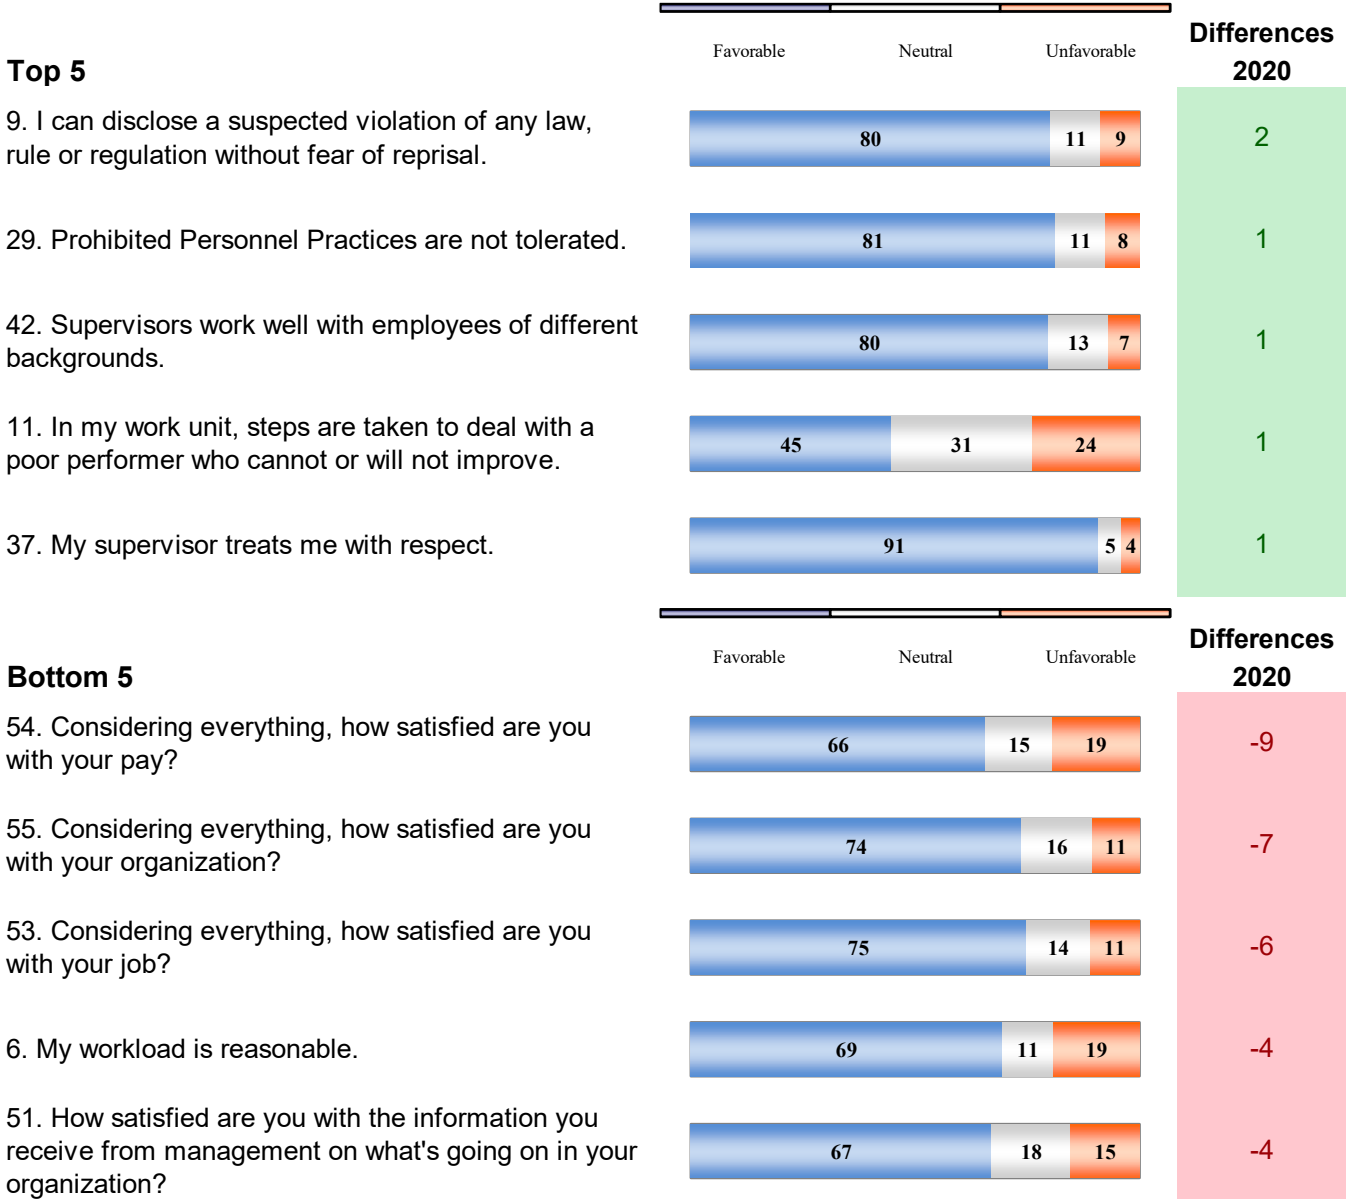 Favorable Neutral Unfavorable Differences
2020
Top 5
9. I can disclose a suspected violation of any law,
rule or regulation without fear of reprisal.
80 11 9 2
29. Prohibited Personnel Practices are not tolerated. 81 11 8 1
42. Supervisors work well with employees of different
backgrounds.
80 13 7 1
11. In my work unit, steps are taken to deal with a
poor performer who cannot or will not improve.
45 31 24 1
37. My supervisor treats me with respect. 91 5 4 1
Favorable Neutral Unfavorable Differences
2020
Bottom 5
54. Considering everything, how satisfied are you
with your pay?
66 15 19 -9
55. Considering everything, how satisfied are you
with your organization?
74 16 11 -7
53. Considering everything, how satisfied are you
with your job?
75 14 11 -6
6. My workload is reasonable. 69 11 19 -4
51. How satisfied are you with the information you
receive from management on what's going on in your
organization?
67 18 15 -4